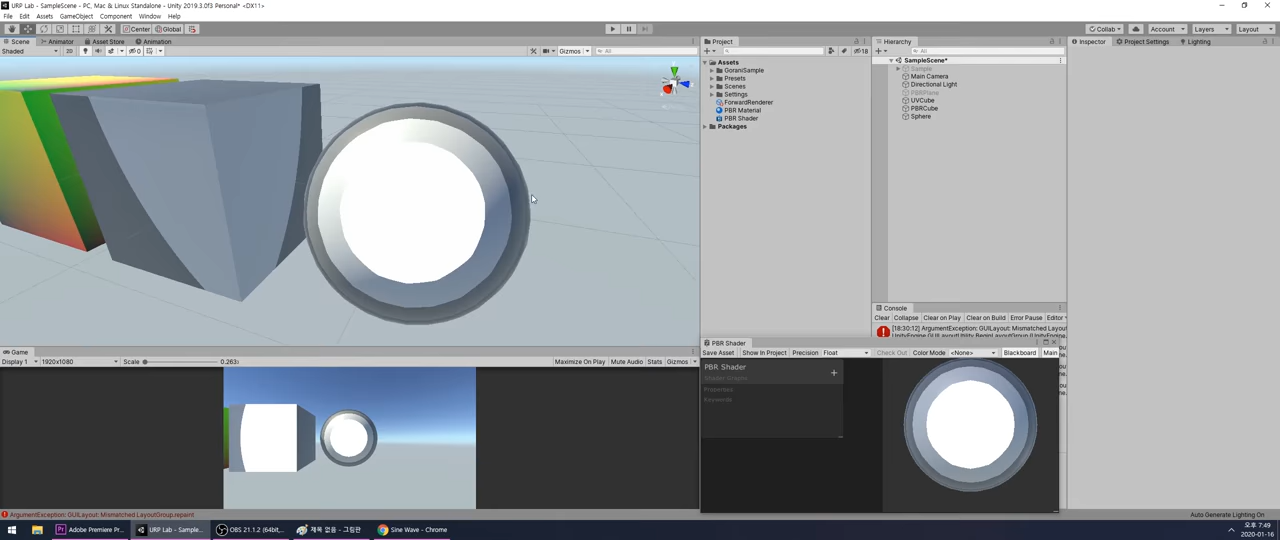 URP Lab - SampleScene - PC, Mac & Linux Standalone - Unity 2019.3.0f3 Personal* <DX11>
File Edit Assets GameObject Component Window Help
Center Global Collab Account Layers Layout
Scene Animator Asset Store Animation
Shaded 2D Gizmos All
Project
18
Assets
GoraniSample
Presets
Scenes
Settings
ForwardRenderer
PBR Material
PBR Shader
Packages
Hierarchy
All
SampleScene*
Sample
Main Camera
Directional Light
PBRPlane
UVCube
PBRCube
Sphere
Inspector Project Settings Lighting
Console
Clear Collapse Clear on Play Clear on Build Error Pause Editor
[18:30:12] ArgumentException: GUILayout: Mismatched Layout
PBR Shader
Save Asset Show In Project Precision Float Check Out Color Mode <None> Blackboard Main
PBR Shader
Shader Graphs
Properties
Keywords
Game
Display 1 1920x1080 Scale 0.263x Maximize On Play Mute Audio Stats Gizmos
ArgumentException: GUILayout: Mismatched LayoutGroup.repaint
Auto Generate Lighting On
Adobe Premiere Pr... URP Lab - Sample... OBS 21.1.2 (64bit,... 제목 없음 - 그림판 Sine Wave - Chrome
오후 7:49
2020-01-16